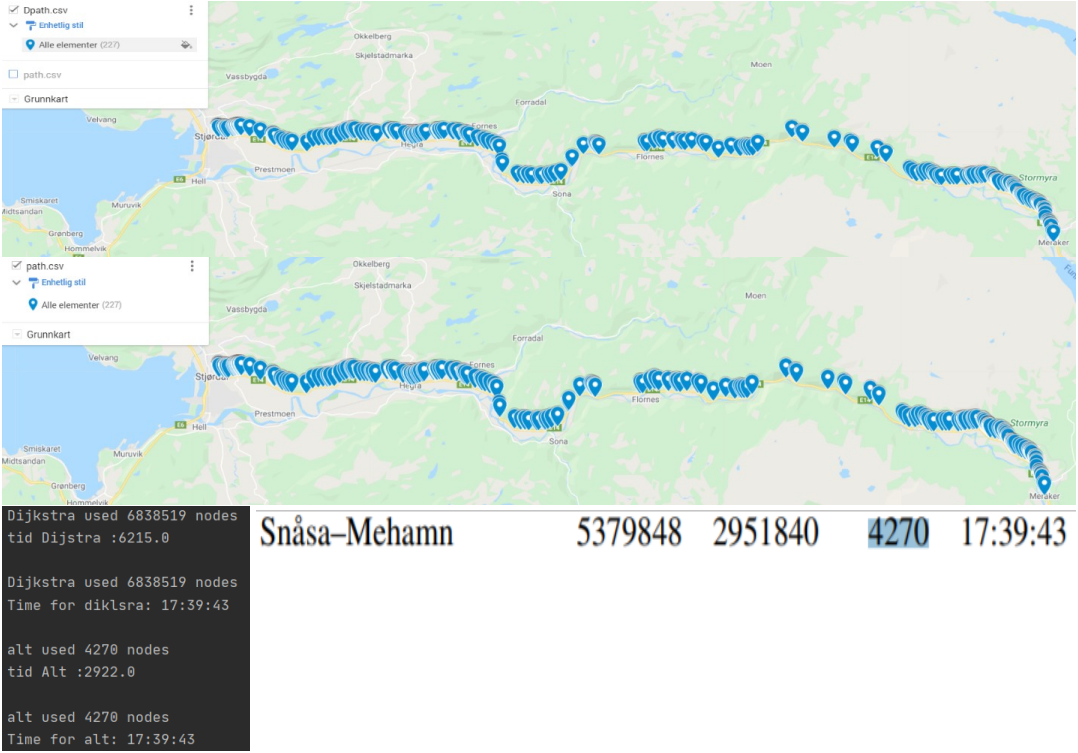 Dpath.csv
Enhetlig stil
Alle elementer (227)
path.csv
Grunnkart
Okkelberg
Skjelstadmarka
Vassbygda
Moen
Forradal
Velvang
Stjørdal
Fornes
Hegra
Prestmoen
Flornes
E14
E6
Hell
Sona
Stormyra
Smiskaret
Midtsandan
Muruvik
Grønberg
Hommelvik
Meråker
path.csv
Enhetlig stil
Alle elementer (227)
Grunnkart
Okkelberg
Skjelstadmarka
Vassbygda
Moen
Forradal
Velvang
Fornes
Hegra
Prestmoen
Flornes
E14
E6
Hell
Sona
Stormyra
Smiskaret
Midtsandan
Muruvik
Grønberg
Hommelvik
Meråker
Dijkstra used 6838519 nodes
tid Dijstra :6215.0
Dijkstra used 6838519 nodes
Time for diklsra: 17:39:43
alt used 4270 nodes
tid Alt :2922.0
alt used 4270 nodes
Time for alt: 17:39:43
Snåsa–Mehamn 5379848 2951840 4270 17:39:43